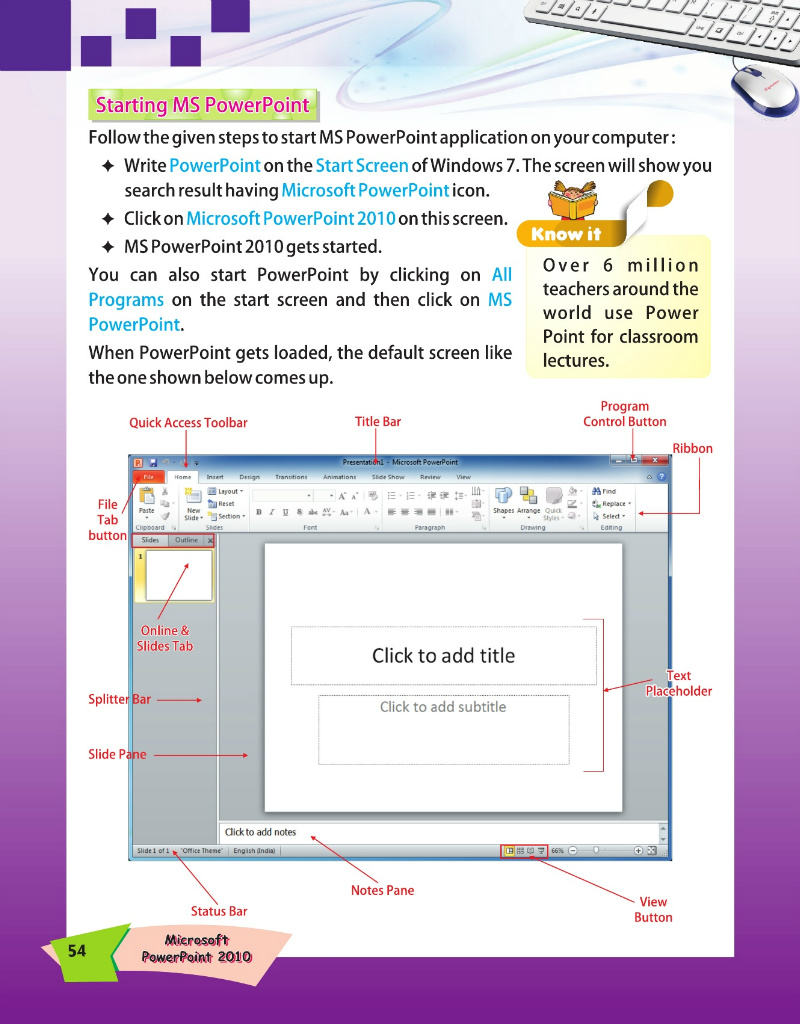 Starting MS PowerPoint
Follow the given steps to start MS PowerPoint application on your computer :
✦ Write PowerPoint on the Start Screen of Windows 7. The screen will show you
search result having Microsoft PowerPoint icon.
✦ Click on Microsoft PowerPoint 2010 on this screen.
✦ MS PowerPoint 2010 gets started.
You can also start PowerPoint by clicking on All
Programs on the start screen and then click on MS
PowerPoint.
When PowerPoint gets loaded, the default screen like
the one shown below comes up.
Know it
Over 6 million
teachers around the
world use Power
Point for classroom
lectures.
Quick Access Toolbar
Title Bar
Program
Control Button
Ribbon
Presentation1 - Microsoft PowerPoint
File Home Insert Design Transitions Animations Slide Show Review View
Paste
Clipboard
New
Slide
Layout
Reset
Section
Slides
Font
Paragraph
Shapes Arrange Quick
Styles
Drawing
Find
Replace
Select
Editing
File
Tab
button
Slides Outline
1
Online &
Slides Tab
Splitter Bar
Slide Pane
Click to add title
Click to add subtitle
Text
Placeholder
Click to add notes
Slide 1 of 1 "Office Theme" English (India)
66%
Notes Pane
Status Bar
View
Button
54
Microsoft
PowerPoint 2010